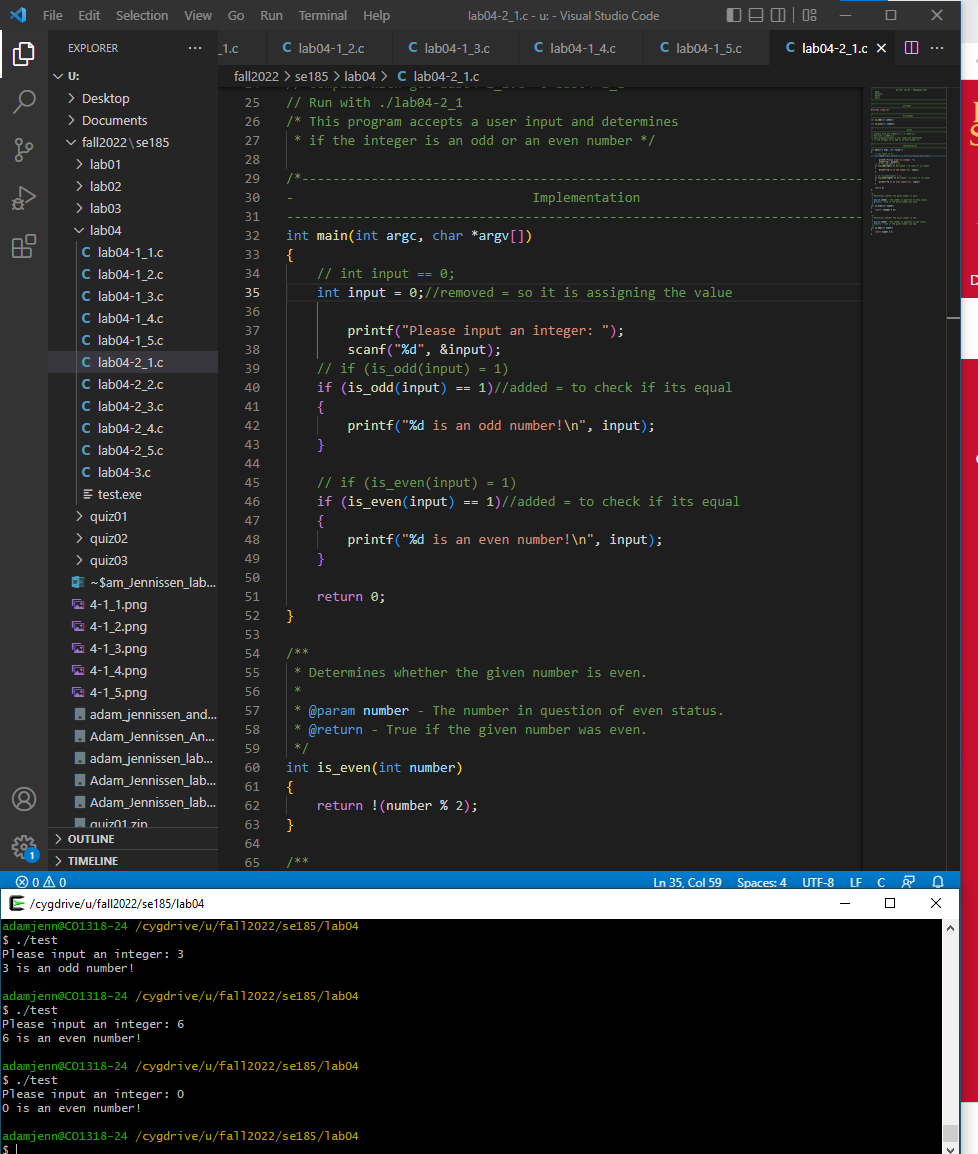 File Edit Selection View Go Run Terminal Help lab04-2_1.c - u: - Visual Studio Code
EXPLORER ···
_1.c C lab04-1_2.c C lab04-1_3.c C lab04-1_4.c C lab04-1_5.c C lab04-2_1.c ···
fall2022 > se185 > lab04 > C lab04-2_1.c
U:
Desktop
Documents
fall2022 \ se185
lab01
lab02
lab03
lab04
C lab04-1_1.c
C lab04-1_2.c
C lab04-1_3.c
C lab04-1_4.c
C lab04-1_5.c
C lab04-2_1.c
C lab04-2_2.c
C lab04-2_3.c
C lab04-2_4.c
C lab04-2_5.c
C lab04-3.c
test.exe
quiz01
quiz02
quiz03
~$am_Jennissen_lab...
4-1_1.png
4-1_2.png
4-1_3.png
4-1_4.png
4-1_5.png
adam_jennissen_and...
Adam_Jennissen_An...
adam_jennissen_lab...
Adam_Jennissen_lab...
Adam_Jennissen_lab...
quiz01.zip
OUTLINE
TIMELINE
25 // Run with ./lab04-2_1
26 /* This program accepts a user input and determines
27 * if the integer is an odd or an even number */
28
29 /*-----------------------------------------------------------------------------
30 - Implementation
31 -----------------------------------------------------------------------------
32 int main(int argc, char *argv[])
33 {
34 // int input == 0;
35 int input = 0;//removed = so it is assigning the value
36
37 printf("Please input an integer: ");
38 scanf("%d", &input);
39 // if (is_odd(input) = 1)
40 if (is_odd(input) == 1)//added = to check if its equal
41 {
42 printf("%d is an odd number!\n", input);
43 }
44
45 // if (is_even(input) = 1)
46 if (is_even(input) == 1)//added = to check if its equal
47 {
48 printf("%d is an even number!\n", input);
49 }
50
51 return 0;
52 }
53
54 /**
55 * Determines whether the given number is even.
56 *
57 * @param number - The number in question of even status.
58 * @return - True if the given number was even.
59 */
60 int is_even(int number)
61 {
62 return !(number % 2);
63 }
64
65 /**
1
0 0 Ln 35, Col 59 Spaces: 4 UTF-8 LF C
/cygdrive/u/fall2022/se185/lab04
adamjenn@CO1318-24 /cygdrive/u/fall2022/se185/lab04
$ ./test
Please input an integer: 3
3 is an odd number!
adamjenn@CO1318-24 /cygdrive/u/fall2022/se185/lab04
$ ./test
Please input an integer: 6
6 is an even number!
adamjenn@CO1318-24 /cygdrive/u/fall2022/se185/lab04
$ ./test
Please input an integer: 0
0 is an even number!
adamjenn@CO1318-24 /cygdrive/u/fall2022/se185/lab04
$